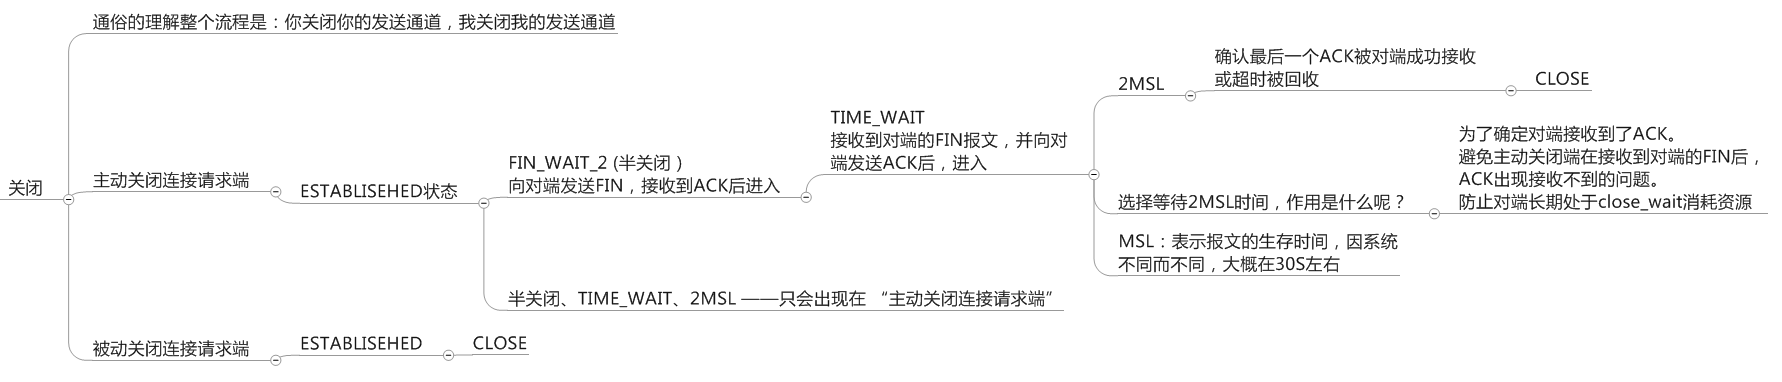 关闭
通俗的理解整个流程是：你关闭你的发送通道，我关闭我的发送通道
主动关闭连接请求端
ESTABLISEHED状态
FIN_WAIT_2 (半关闭 )
向对端发送FIN，接收到ACK后进入
TIME_WAIT
接收到对端的FIN报文，并向对
端发送ACK后，进入
2MSL
确认最后一个ACK被对端成功接收
或超时被回收
CLOSE
选择等待2MSL时间，作用是什么呢？
为了确定对端接收到了ACK。
避免主动关闭端在接收到对端的FIN后，
ACK出现接收不到的问题。
防止对端长期处于close_wait消耗资源
MSL：表示报文的生存时间，因系统
不同而不同，大概在30S左右
半关闭、TIME_WAIT、2MSL ——只会出现在 “主动关闭连接请求端”
被动关闭连接请求端
ESTABLISEHED
CLOSE